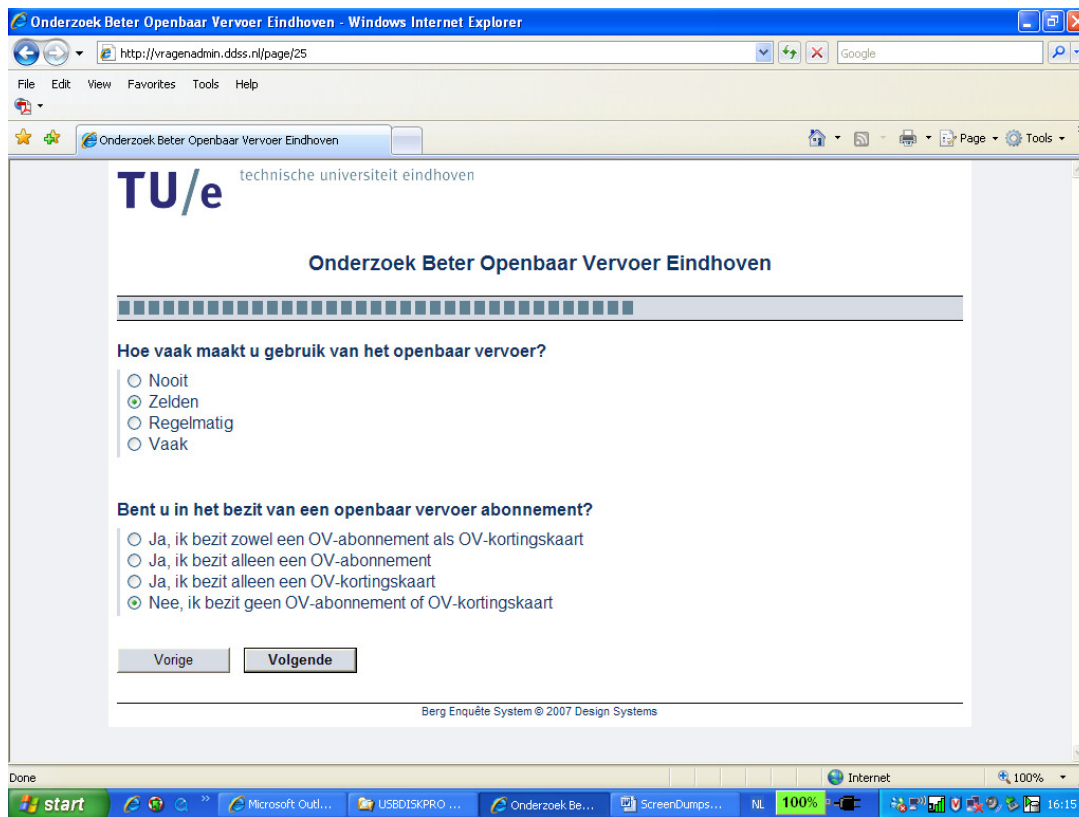 Onderzoek Beter Openbaar Vervoer Eindhoven - Windows Internet Explorer
http://vragenadmin.ddss.nl/page/25
Google
File Edit View Favorites Tools Help
Onderzoek Beter Openbaar Vervoer Eindhoven
Page Tools
TU/e technische universiteit eindhoven
Onderzoek Beter Openbaar Vervoer Eindhoven
Hoe vaak maakt u gebruik van het openbaar vervoer?
Nooit
Zelden
Regelmatig
Vaak
Bent u in het bezit van een openbaar vervoer abonnement?
Ja, ik bezit zowel een OV-abonnement als OV-kortingskaart
Ja, ik bezit alleen een OV-abonnement
Ja, ik bezit alleen een OV-kortingskaart
Nee, ik bezit geen OV-abonnement of OV-kortingskaart
Vorige Volgende
Berg Enquête System © 2007 Design Systems
Done Internet 100%
start Microsoft Outl... USBDISKPRO ... Onderzoek Be... ScreenDumps... NL 100% 16:15